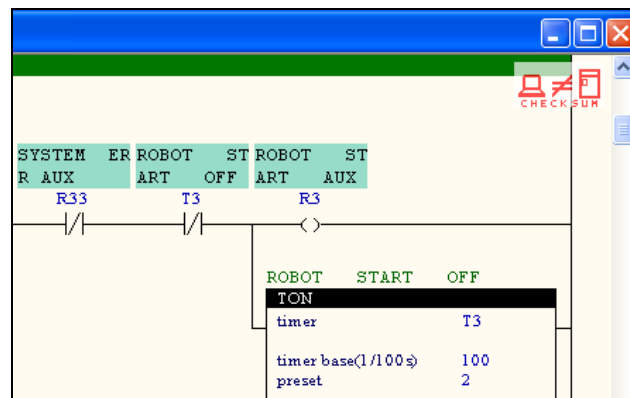 CHECKSUM
SYSTEM ER ROBOT ST ROBOT ST
R AUX ART OFF ART AUX
R33 T3 R3
ROBOT START OFF
TON
timer T3
timer base(1/100s) 100
preset 2